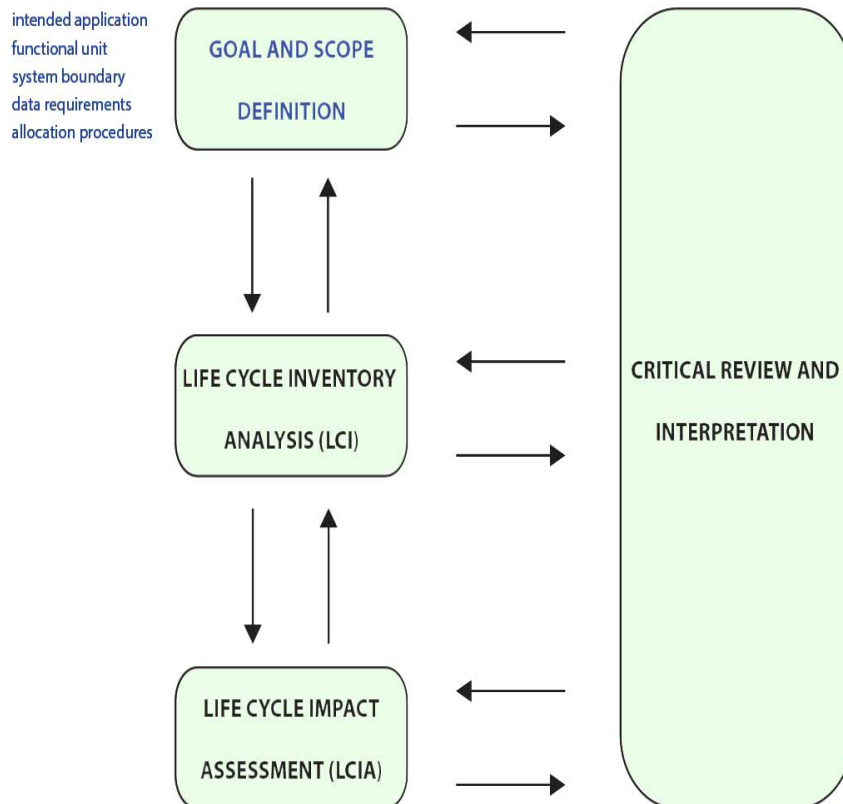 intended application
functional unit
system boundary
data requirements
allocation procedures
GOAL AND SCOPE
DEFINITION
LIFE CYCLE INVENTORY
ANALYSIS (LCI)
CRITICAL REVIEW AND
INTERPRETATION
LIFE CYCLE IMPACT
ASSESSMENT (LCIA)